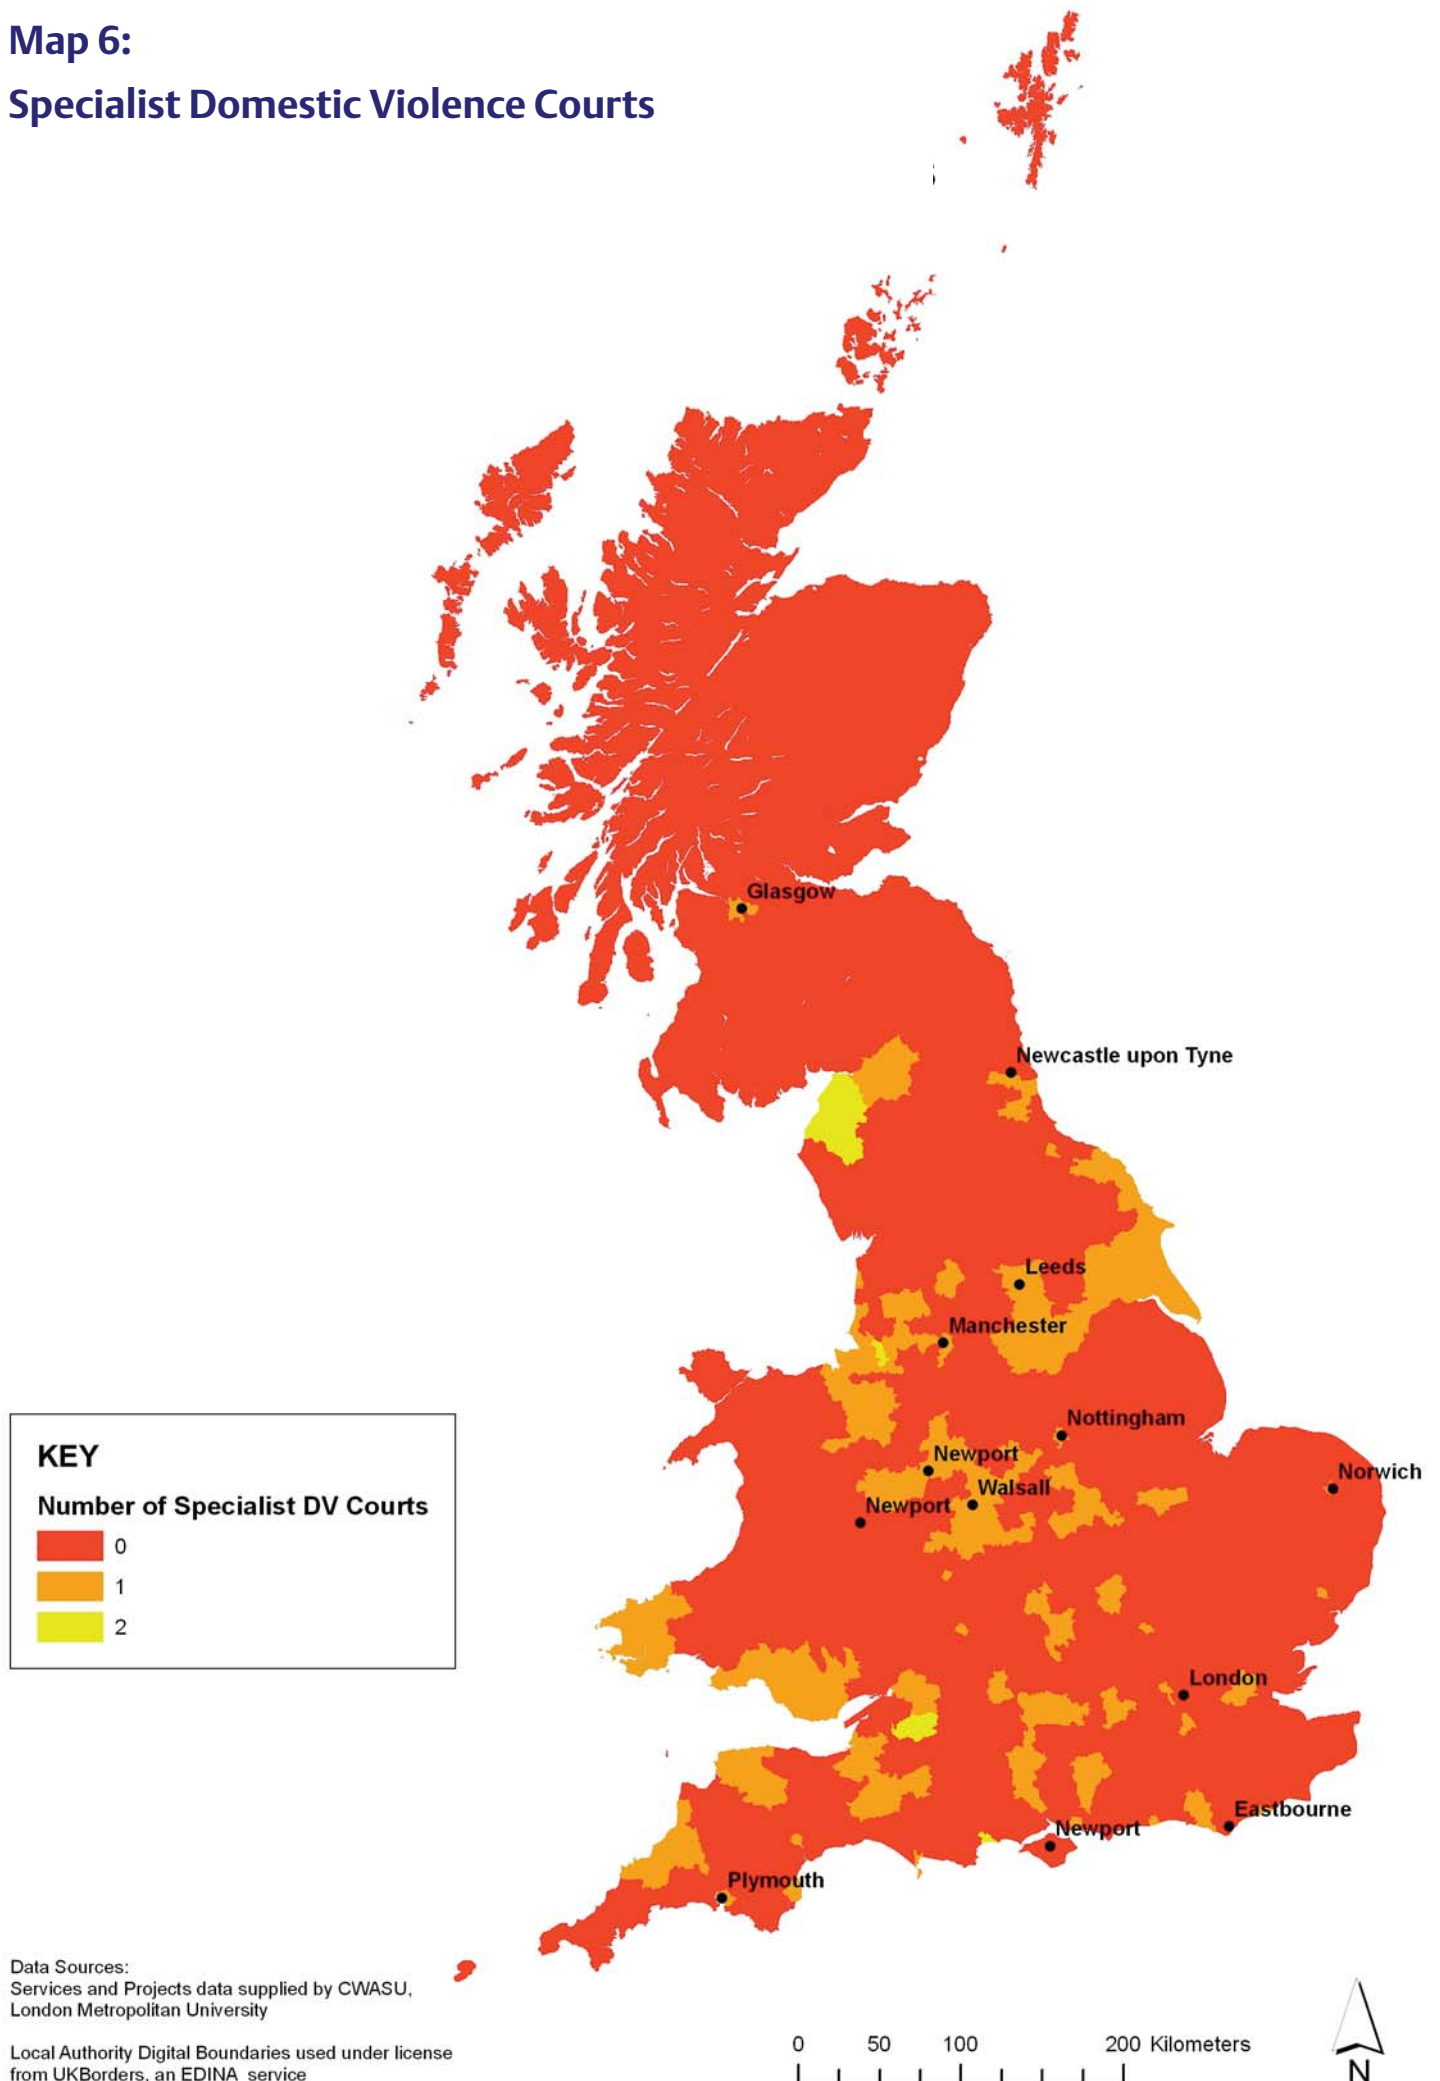 Map 6:
Specialist Domestic Violence Courts
Glasgow
Newcastle upon Tyne
Leeds
Manchester
Nottingham
Newport
Norwich
Walsall
Newport
London
Eastbourne
Newport
Plymouth
KEY
Number of Specialist DV Courts
0
1
2
Data Sources:
Services and Projects data supplied by CWASU,
London Metropolitan University
Local Authority Digital Boundaries used under license
from UKBorders, an EDINA service
0 50 100 200 Kilometers
N